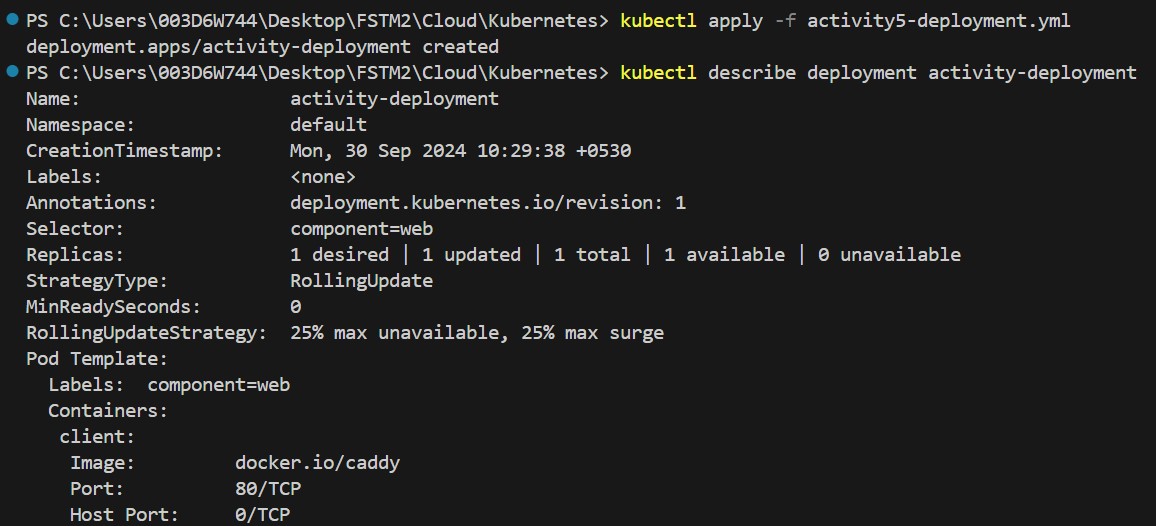 PS C:\Users\003D6W744\Desktop\FSTM2\Cloud\Kubernetes> kubectl apply -f activity5-deployment.yml
deployment.apps/activity-deployment created
PS C:\Users\003D6W744\Desktop\FSTM2\Cloud\Kubernetes> kubectl describe deployment activity-deployment
Name:                   activity-deployment
Namespace:              default
CreationTimestamp:      Mon, 30 Sep 2024 10:29:38 +0530
Labels:                 <none>
Annotations:            deployment.kubernetes.io/revision: 1
Selector:               component=web
Replicas:               1 desired | 1 updated | 1 total | 1 available | 0 unavailable
StrategyType:           RollingUpdate
MinReadySeconds:        0
RollingUpdateStrategy:  25% max unavailable, 25% max surge
Pod Template:
  Labels:  component=web
  Containers:
   client:
    Image:         docker.io/caddy
    Port:          80/TCP
    Host Port:     0/TCP